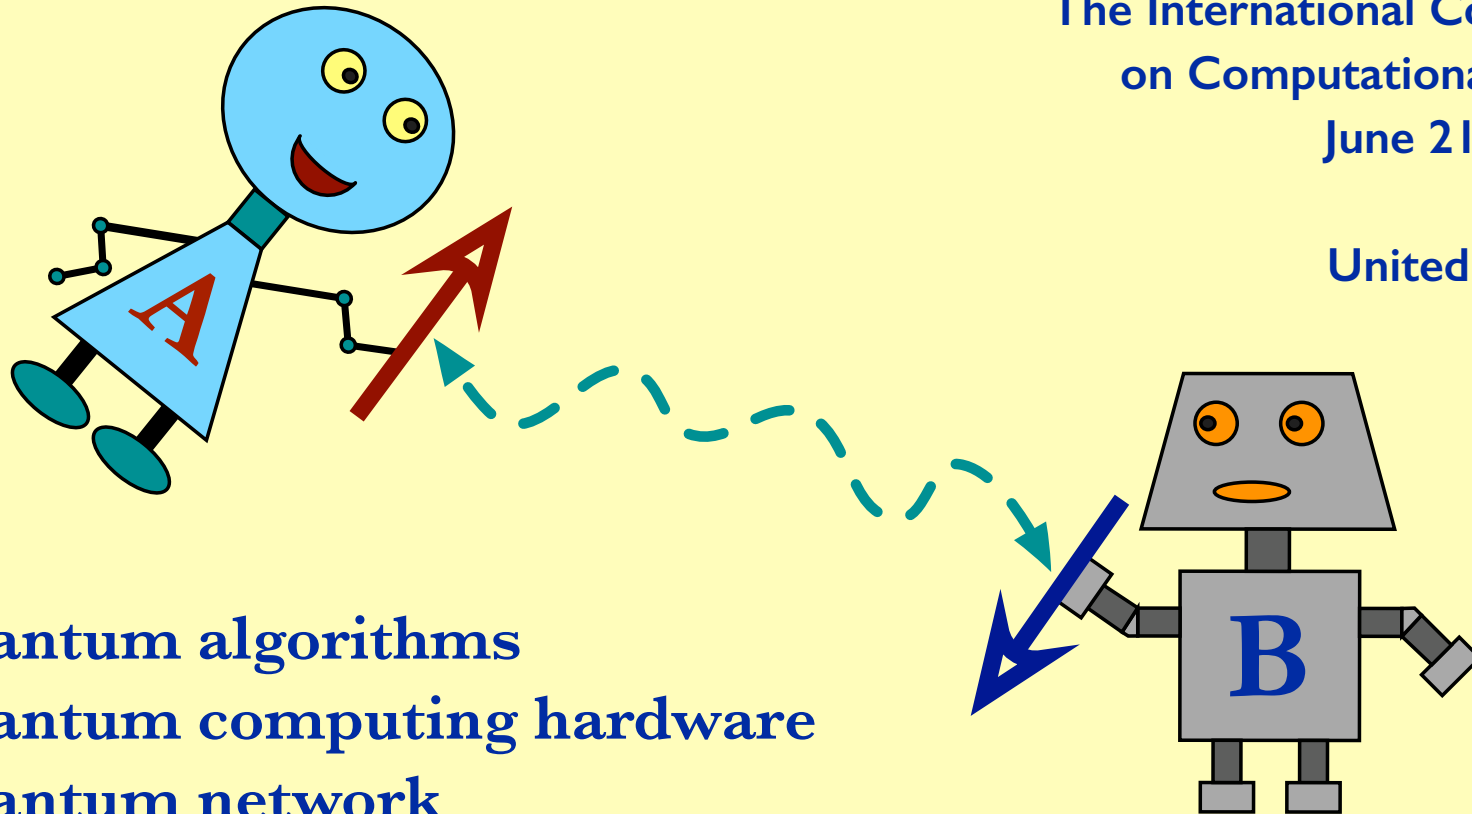 The International Co
on Computationa
June 21
United
A
B
antum algorithms
antum computing hardware
antum network